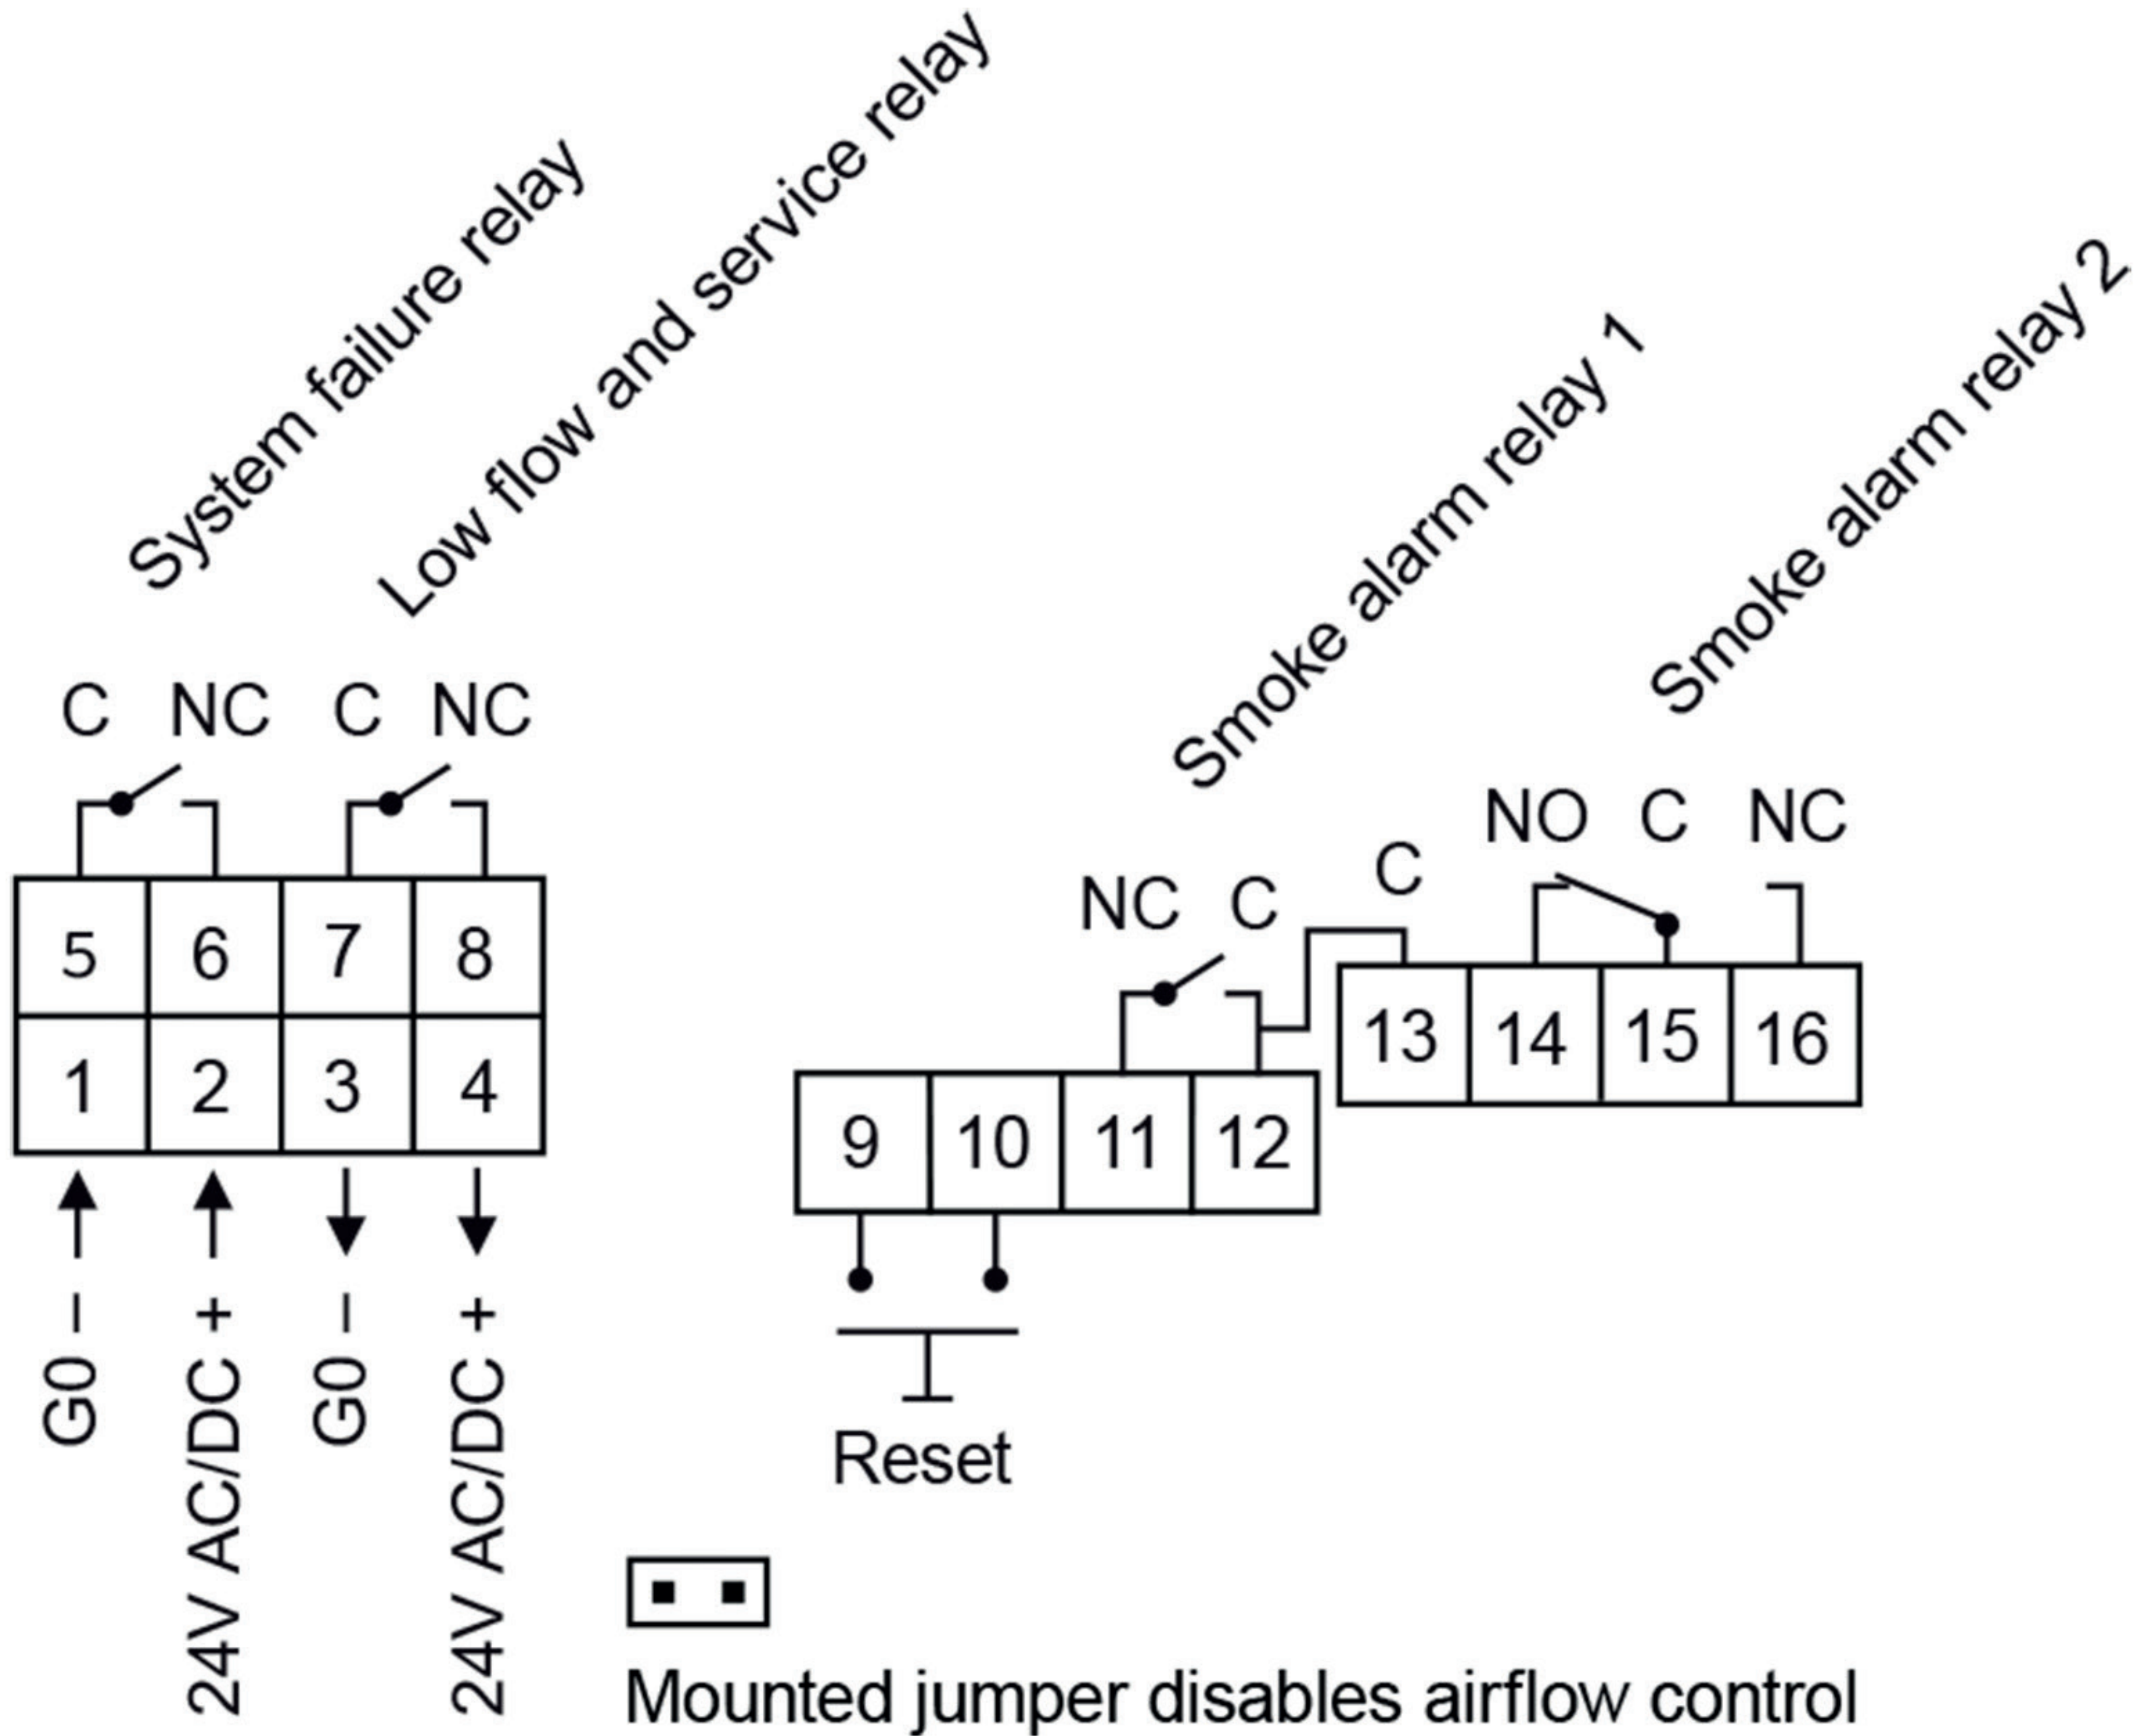 System failure relay
Low flow and service relay
Smoke alarm relay 1
Smoke alarm relay 2
C NC C NC
NC C C NO C NC
5 6 7 8
1 2 3 4
9 10 11 12
13 14 15 16
G0 –
24V AC/DC +
G0 –
24V AC/DC +
Reset
Mounted jumper disables airflow control